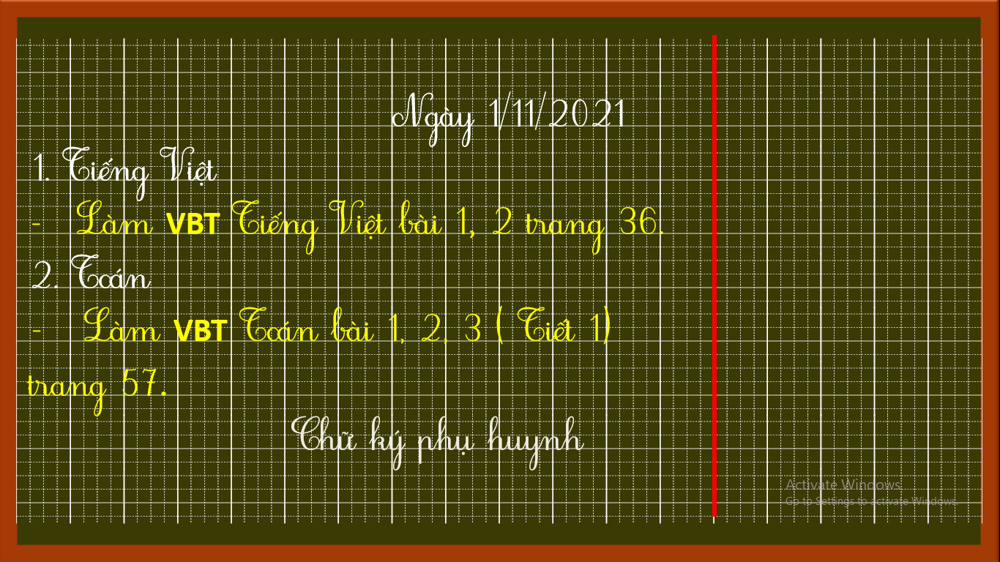 Ngày 1/11/2021
1. Tiếng Việt
- Làm VBT Tiếng Việt bài 1, 2 trang 36.
2. Toán
- Làm VBT Toán bài 1, 2, 3 ( Tiết 1)
trang 57.
Chữ ký phụ huynh
Activate Windows
Go to Settings to activate Windows.